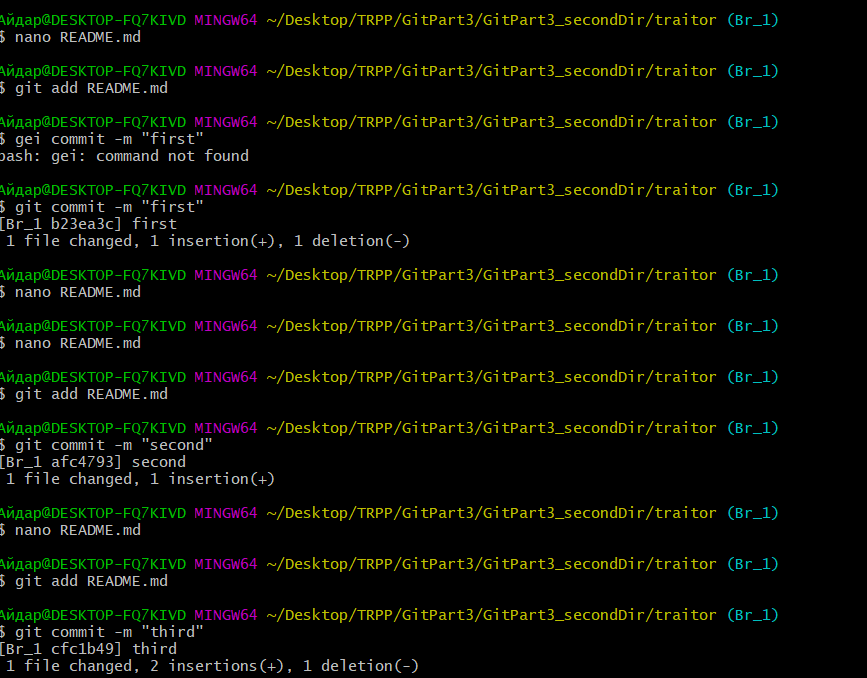 Айдар@DESKTOP-FQ7KIVD MINGW64 ~/Desktop/TRPP/GitPart3/GitPart3_secondDir/traitor (Br_1)
$ nano README.md
Айдар@DESKTOP-FQ7KIVD MINGW64 ~/Desktop/TRPP/GitPart3/GitPart3_secondDir/traitor (Br_1)
$ git add README.md
Айдар@DESKTOP-FQ7KIVD MINGW64 ~/Desktop/TRPP/GitPart3/GitPart3_secondDir/traitor (Br_1)
$ gei commit -m "first"
bash: gei: command not found
Айдар@DESKTOP-FQ7KIVD MINGW64 ~/Desktop/TRPP/GitPart3/GitPart3_secondDir/traitor (Br_1)
$ git commit -m "first"
[Br_1 b23ea3c] first
1 file changed, 1 insertion(+), 1 deletion(-)
Айдар@DESKTOP-FQ7KIVD MINGW64 ~/Desktop/TRPP/GitPart3/GitPart3_secondDir/traitor (Br_1)
$ nano README.md
Айдар@DESKTOP-FQ7KIVD MINGW64 ~/Desktop/TRPP/GitPart3/GitPart3_secondDir/traitor (Br_1)
$ nano README.md
Айдар@DESKTOP-FQ7KIVD MINGW64 ~/Desktop/TRPP/GitPart3/GitPart3_secondDir/traitor (Br_1)
$ git add README.md
Айдар@DESKTOP-FQ7KIVD MINGW64 ~/Desktop/TRPP/GitPart3/GitPart3_secondDir/traitor (Br_1)
$ git commit -m "second"
[Br_1 afc4793] second
1 file changed, 1 insertion(+)
Айдар@DESKTOP-FQ7KIVD MINGW64 ~/Desktop/TRPP/GitPart3/GitPart3_secondDir/traitor (Br_1)
$ nano README.md
Айдар@DESKTOP-FQ7KIVD MINGW64 ~/Desktop/TRPP/GitPart3/GitPart3_secondDir/traitor (Br_1)
$ git add README.md
Айдар@DESKTOP-FQ7KIVD MINGW64 ~/Desktop/TRPP/GitPart3/GitPart3_secondDir/traitor (Br_1)
$ git commit -m "third"
[Br_1 cfc1b49] third
1 file changed, 2 insertions(+), 1 deletion(-)